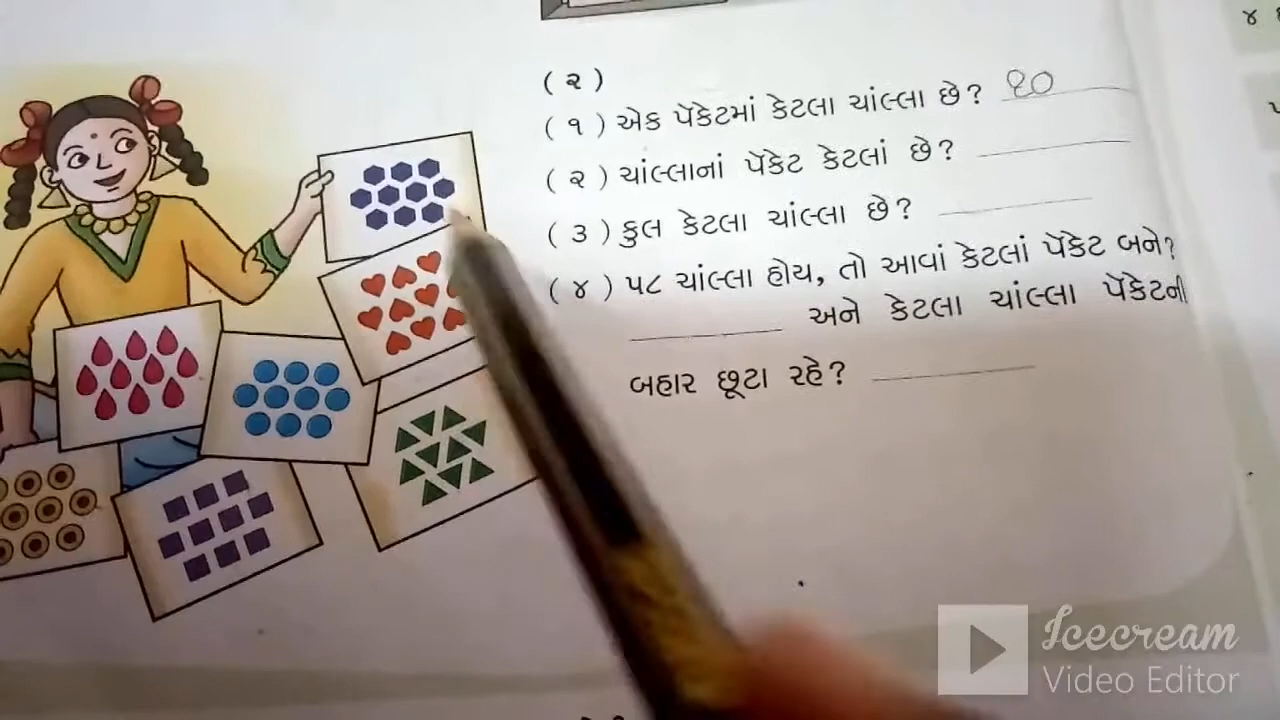 ૪
( ૨ )
( ૧ ) એક પૅકેટમાં કેટલા ચાંલ્લા છે? ૧૦
( ૨ ) ચાંલ્લાનાં પૅકેટ કેટલાં છે?
( ૩ ) કુલ કેટલા ચાંલ્લા છે?
( ૪ ) ૫૮ ચાંલ્લા હોય, તો આવાં કેટલાં પૅકેટ બને?
અને કેટલા ચાંલ્લા પૅકેટની
બહાર છૂટા રહે?
Icecream
Video Editor